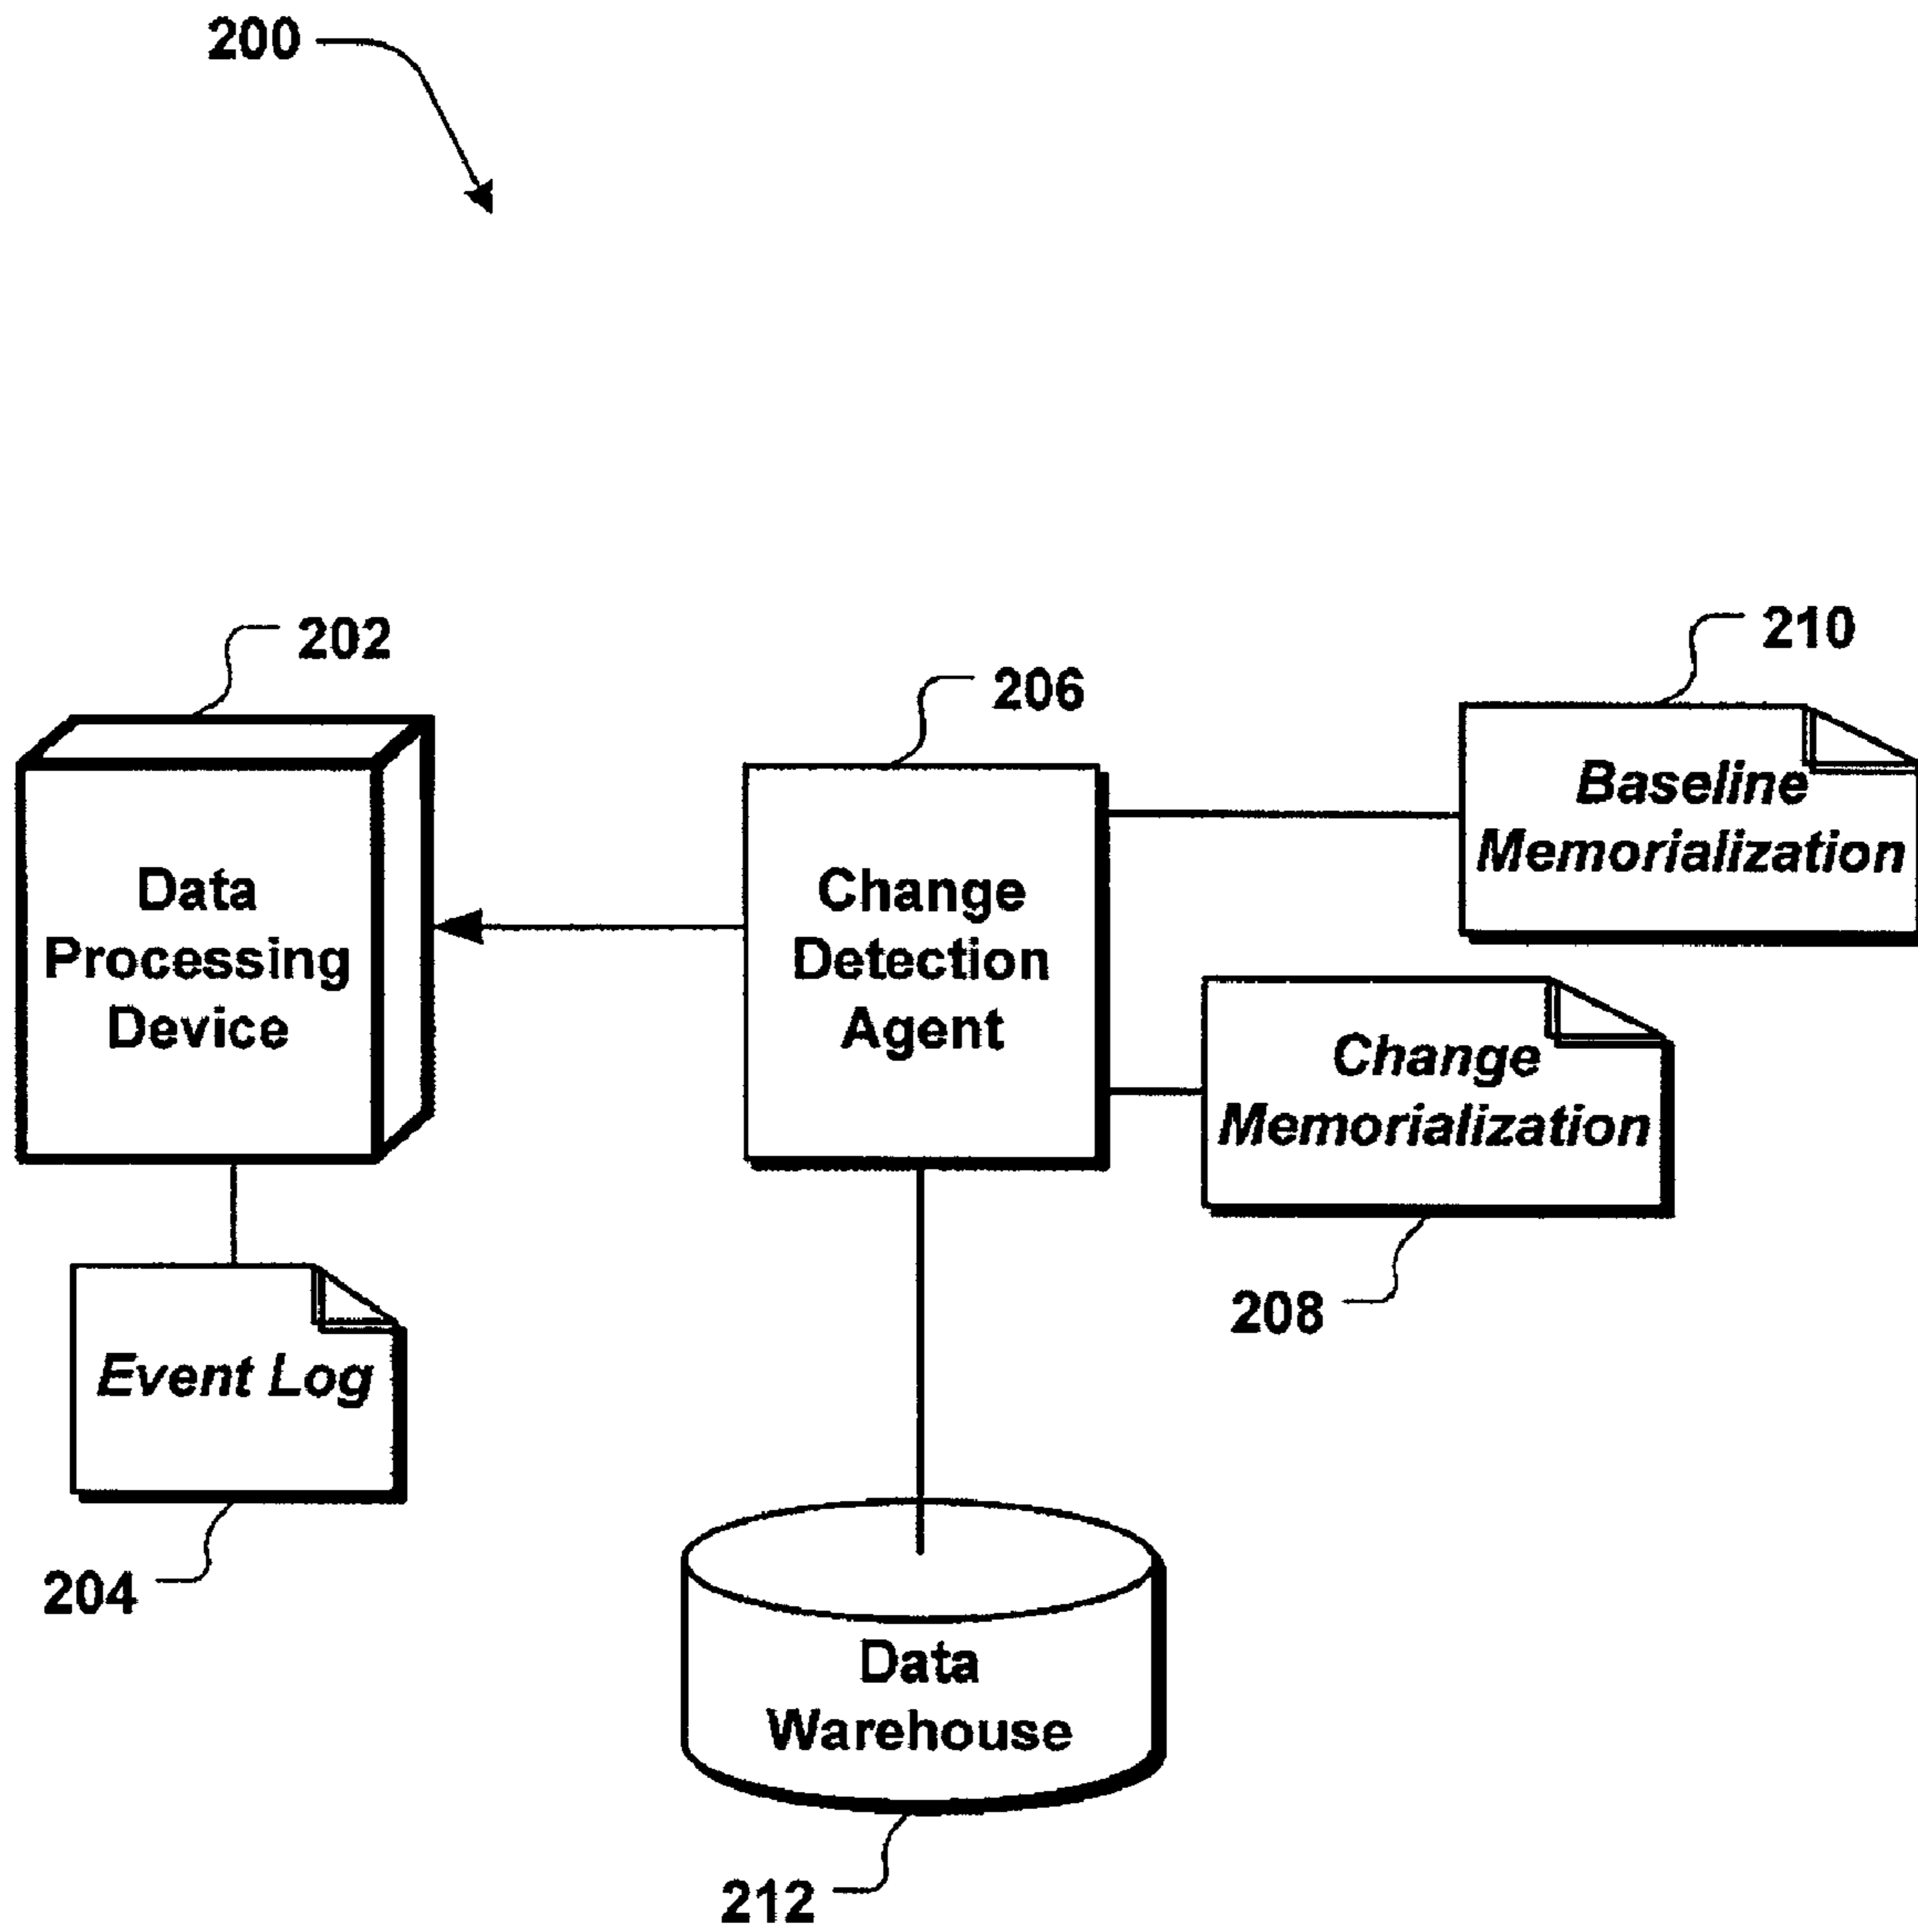 200
202
Data
Processing
Device
206
Change
Detection
Agent
210
Baseline
Memorialization
Change
Memorialization
208
Event Log
204
Data
Warehouse
212